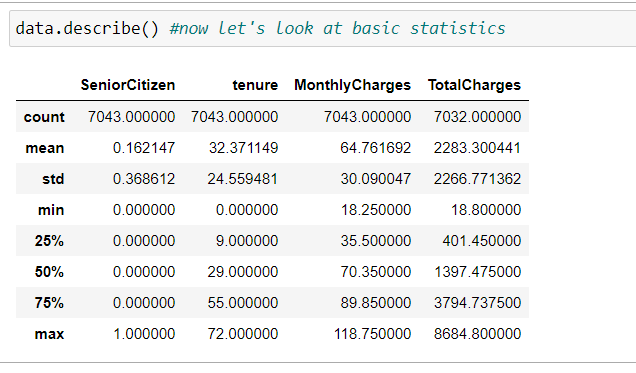 data.describe() #now let's look at basic statistics
SeniorCitizen tenure MonthlyCharges TotalCharges
count 7043.000000 7043.000000 7043.000000 7032.000000
mean 0.162147 32.371149 64.761692 2283.300441
std 0.368612 24.559481 30.090047 2266.771362
min 0.000000 0.000000 18.250000 18.800000
25% 0.000000 9.000000 35.500000 401.450000
50% 0.000000 29.000000 70.350000 1397.475000
75% 0.000000 55.000000 89.850000 3794.737500
max 1.000000 72.000000 118.750000 8684.800000